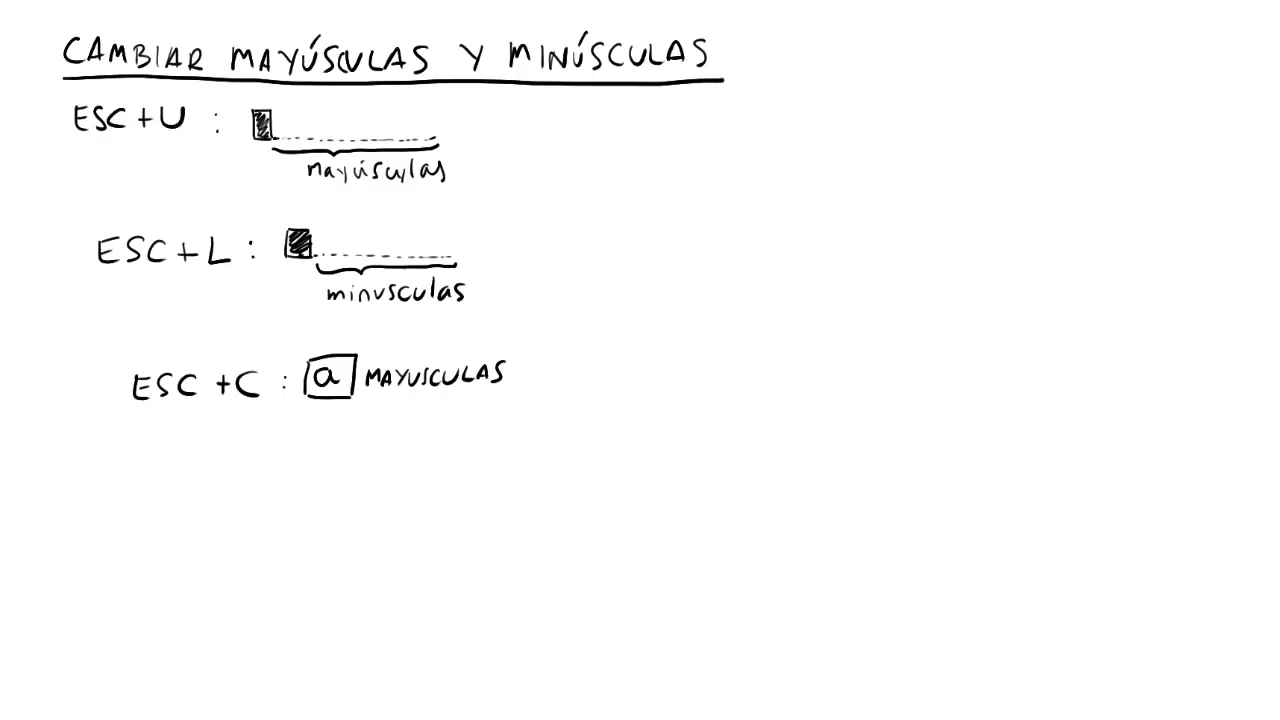 CAMBIAR MAYÚSCULAS Y MINÚSCULAS
ESC+U :
mayúsculas
ESC+L :
minusculas
ESC+C : a MAYUSCULAS